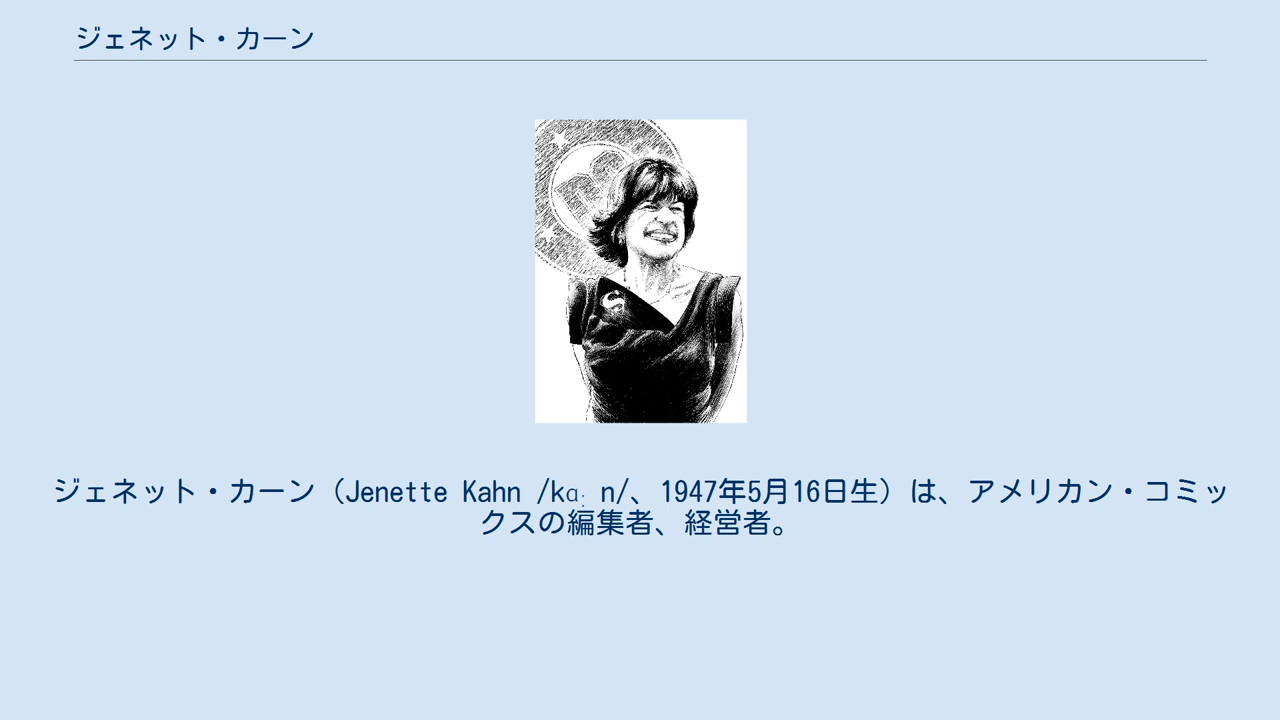 ジェネット・カーン
ジェネット・カーン（Jenette Kahn /kɑː n/、1947年5月16日生）は、アメリカン・コミッ
クスの編集者、経営者。